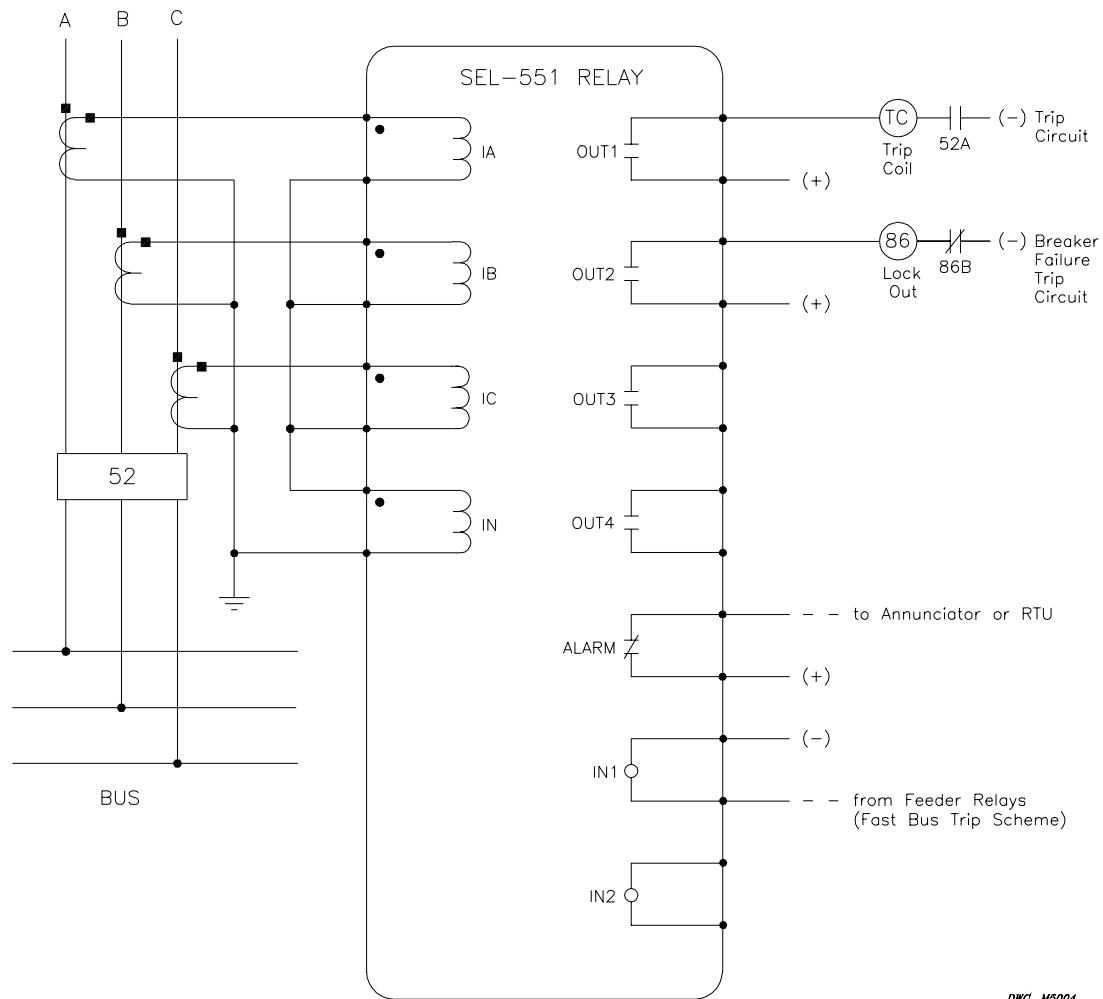 A B C
SEL-551 RELAY
IA
OUT1
TC
Trip
Coil
52A
(-) Trip
Circuit
(+)
IB
OUT2
86
Lock
Out
86B
(-) Breaker
Failure
Trip
Circuit
(+)
IC
OUT3
52
IN
OUT4
ALARM
to Annunciator or RTU
(+)
IN1
(-)
from Feeder Relays
(Fast Bus Trip Scheme)
BUS
IN2
DWG. M5004